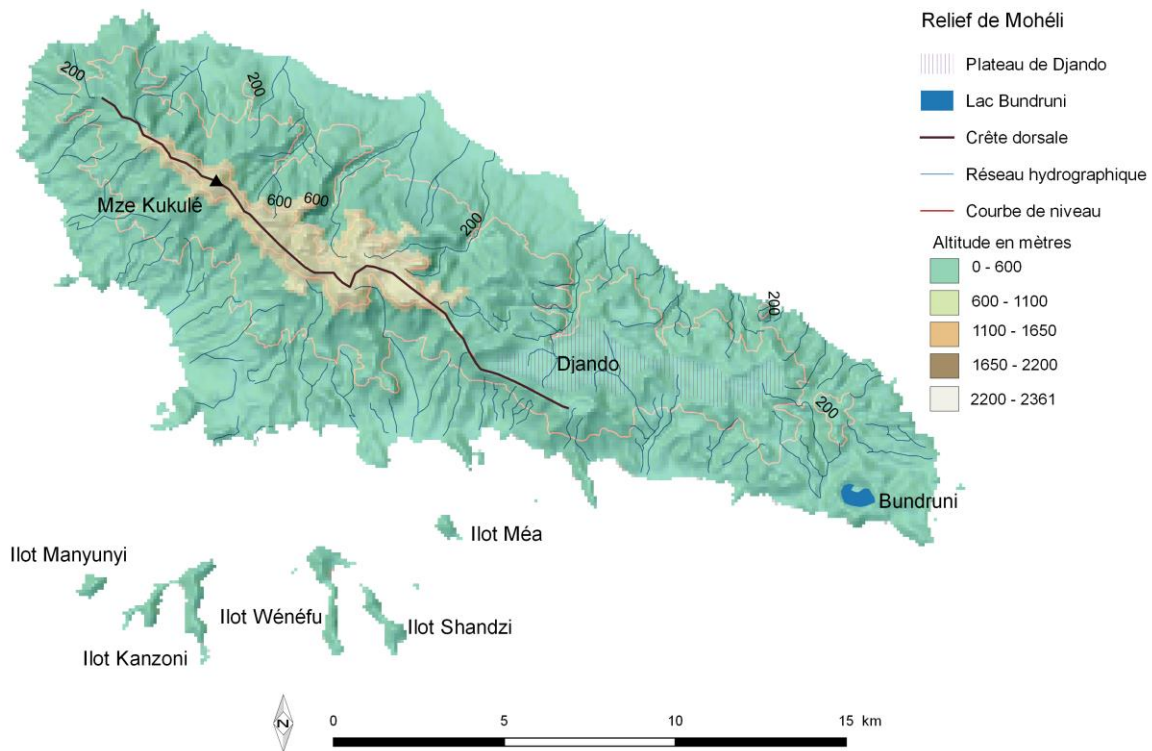 Relief de Mohéli
Plateau de Djando
Lac Bundruni
Crête dorsale
Réseau hydrographique
Courbe de niveau
Altitude en mètres
0 - 600
600 - 1100
1100 - 1650
1650 - 2200
2200 - 2361
200
200
Mze Kukulé
600 600
200
200
Djando
200
Bundruni
Ilot Méa
Ilot Manyunyi
Ilot Wénéfu
Ilot Shandzi
Ilot Kanzoni
N
0 5 10 15 km